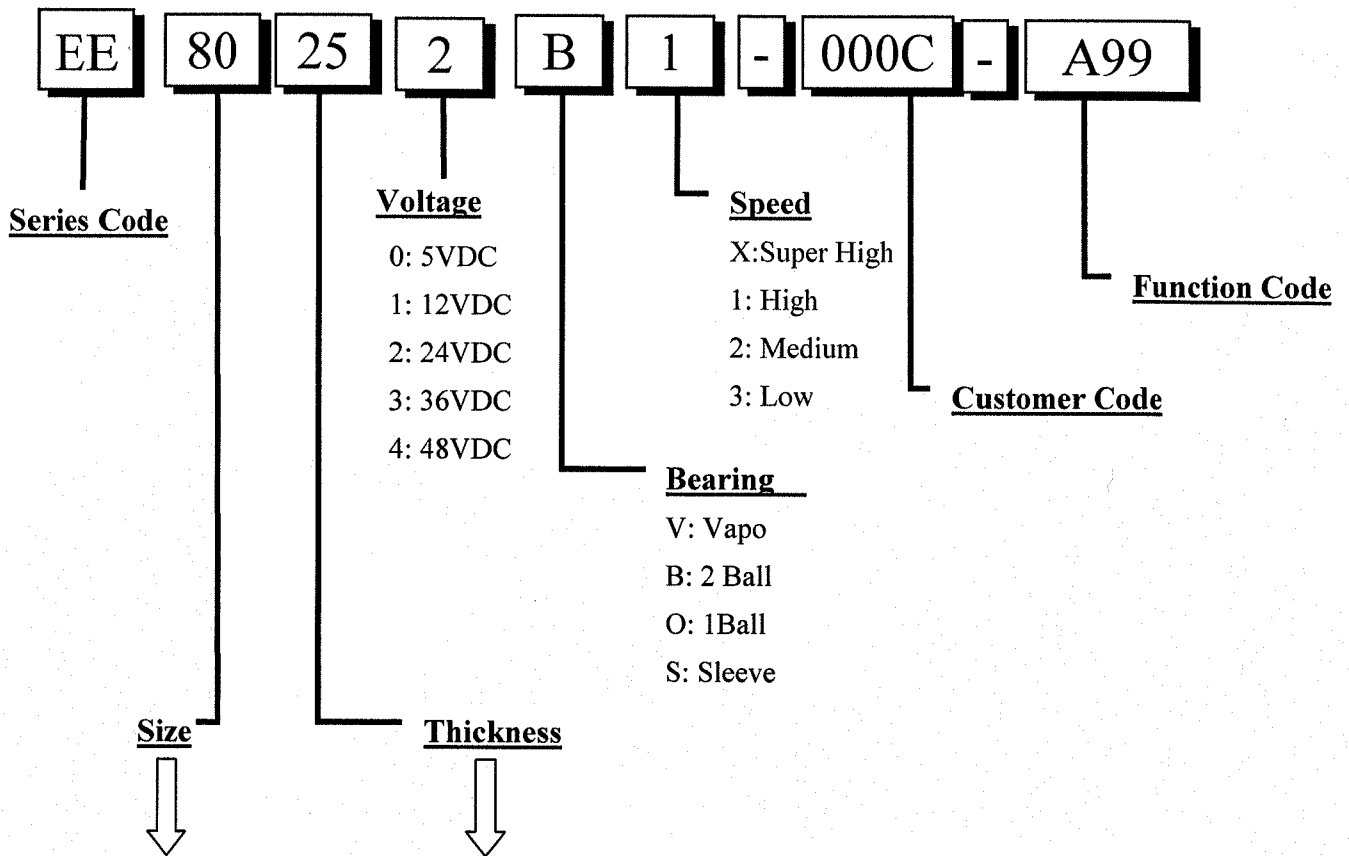 EE 80 25 2 B 1 - 000C - A99
Series Code
Voltage
0: 5VDC
1: 12VDC
2: 24VDC
3: 36VDC
4: 48VDC
Speed
X:Super High
1: High
2: Medium
3: Low
Function Code
Customer Code
Bearing
V: Vapo
B: 2 Ball
O: 1Ball
S: Sleeve
Size
Thickness